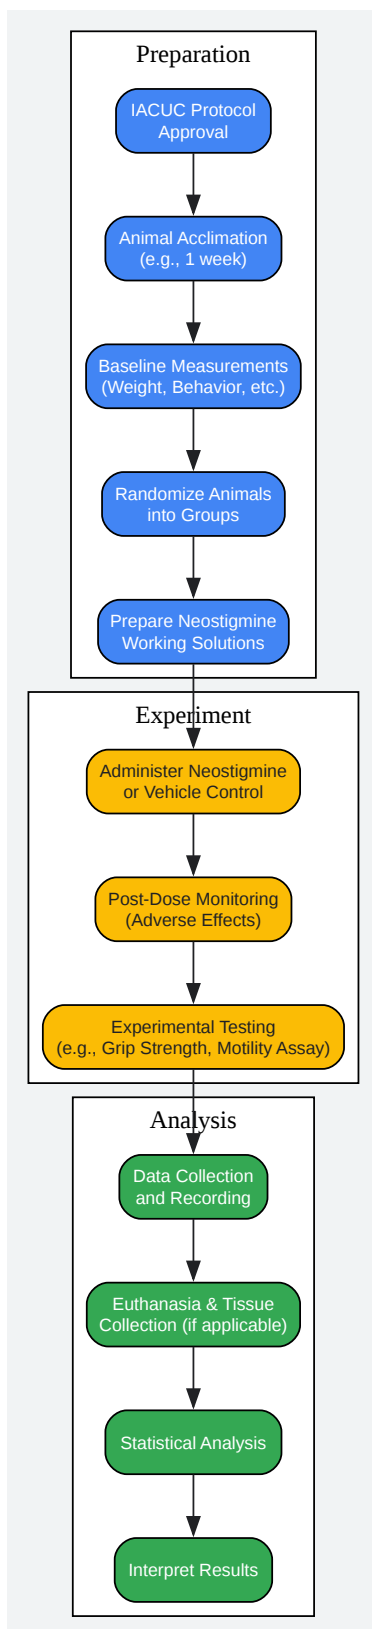 Preparation
IACUC Protocol
Approval
Animal Acclimation
(e.g., 1 week)
Baseline Measurements
(Weight, Behavior, etc.)
Randomize Animals
into Groups
Prepare Neostigmine
Working Solutions
Experiment
Administer Neostigmine
or Vehicle Control
Post-Dose Monitoring
(Adverse Effects)
Experimental Testing
(e.g., Grip Strength, Motility Assay)
Analysis
Data Collection
and Recording
Euthanasia & Tissue
Collection (if applicable)
Statistical Analysis
Interpret Results